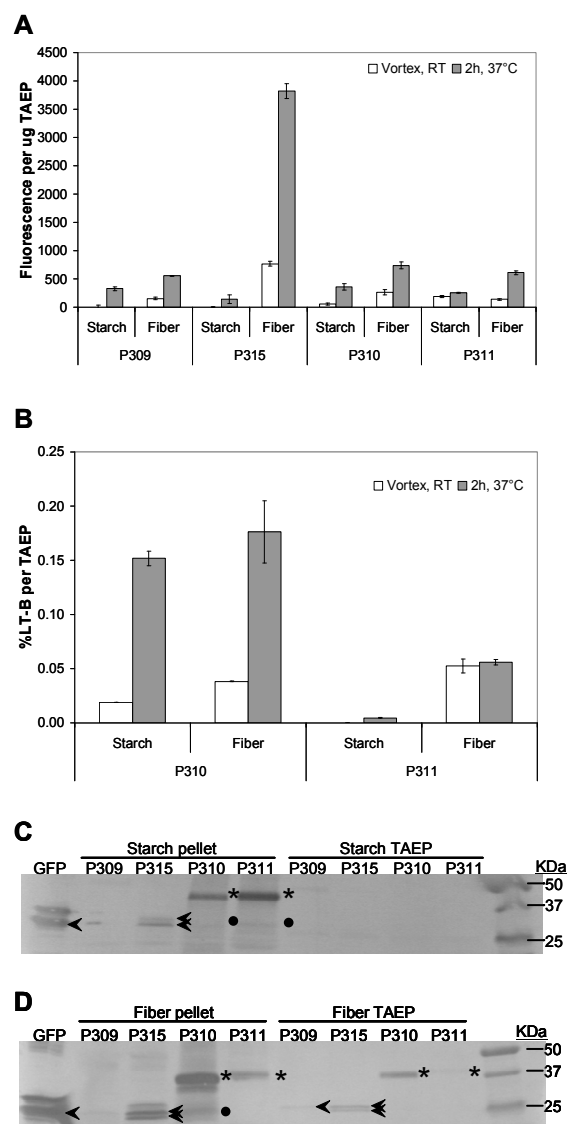 A
Fluorescence per ug TAEP
4500
4000
3500
3000
2500
2000
1500
1000
500
0
Vortex, RT 2h, 37°C
Starch Fiber Starch Fiber Starch Fiber Starch Fiber
P309 P315 P310 P311
B
%LT-B per TAEP
0.25
0.20
0.15
0.10
0.05
0.00
Vortex, RT 2h, 37°C
Starch Fiber Starch Fiber
P310 P311
C
Starch pellet Starch TAEP
GFP P309 P315 P310 P311 P309 P315 P310 P311 KDa
* *
50
37
25
D
Fiber pellet Fiber TAEP
GFP P309 P315 P310 P311 P309 P315 P310 P311 KDa
* * * *
50
37
25